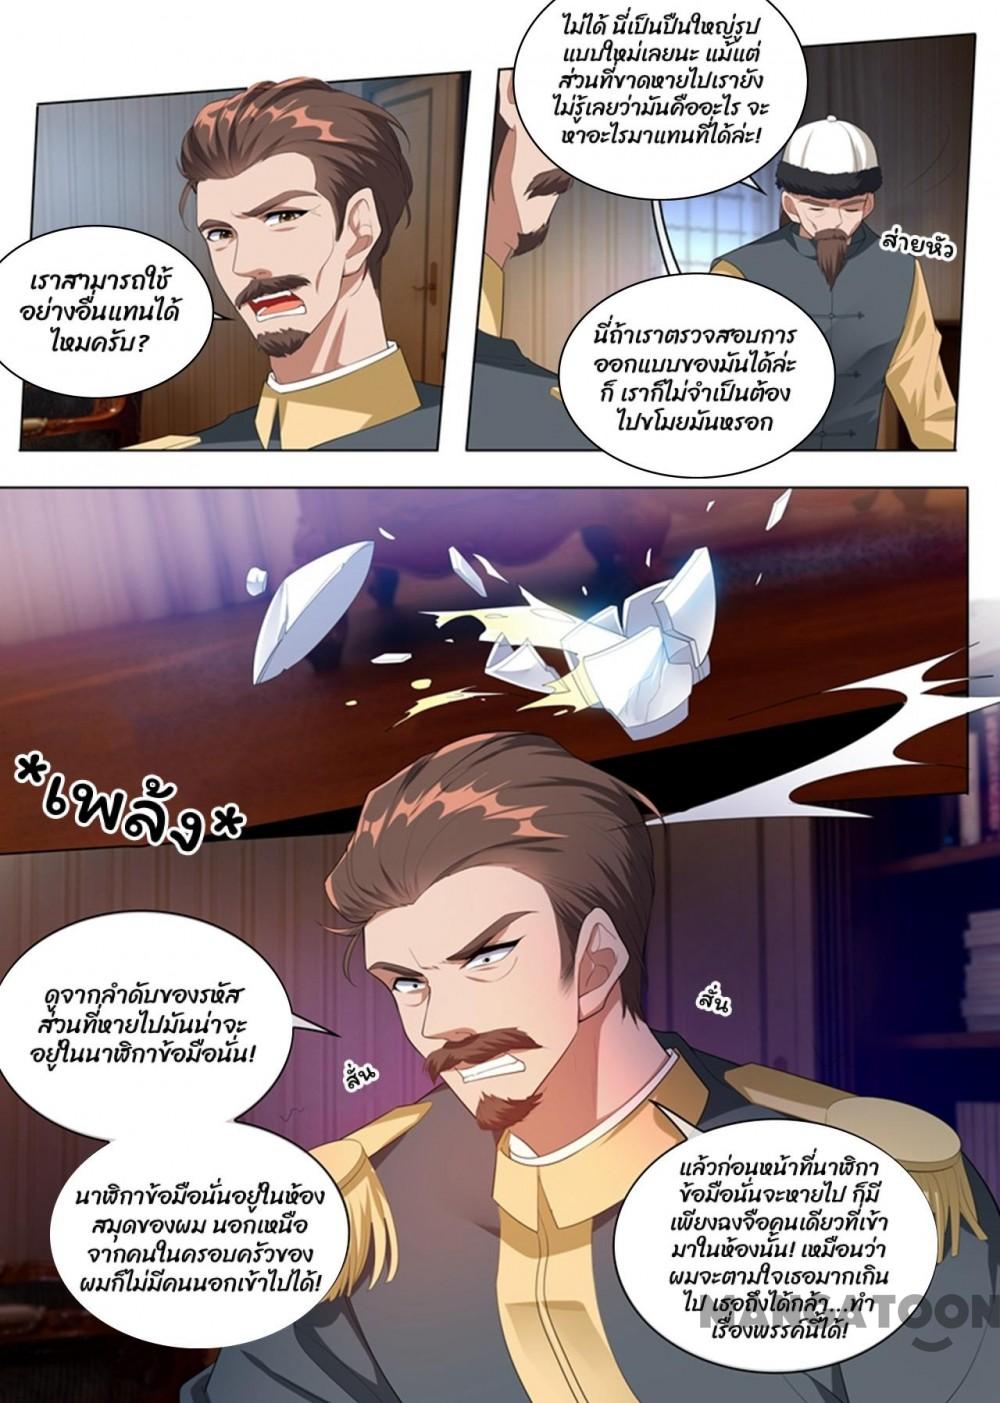 เราสามารถใช้
อย่างอื่นแทนได้
ไหมครับ?
ไม่ได้ นี่เป็นปืนใหญ่รูป
แบบใหม่เลยนะ แม้แต่
ส่วนที่ขาดหายไปเรายัง
ไม่รู้เลยว่ามันคืออะไร จะ
หาอะไรมาแทนที่ได้ล่ะ!
ส่ายหัว
นี่ถ้าเราตรวจสอบการ
ออกแบบของมันได้ล่ะ
ก็ เราก็ไม่จำเป็นต้อง
ไปขโมยมันหรอก
*เพล้ง*
ดูจากลำดับของรหัส
ส่วนที่หายไปมันน่าจะ
อยู่ในนาฬิกาข้อมือนั่น!
สั่น
สั่น
นาฬิกาข้อมือนั่นอยู่ในห้อง
สมุดของผม นอกเหนือ
จากคนในครอบครัวของ
ผมก็ไม่มีคนนอกเข้าไปได้!
แล้วก่อนหน้าที่นาฬิกา
ข้อมือนั่นจะหายไป ก็มี
เพียงฉงจือคนเดียวที่เข้า
มาในห้องนั้น! เหมือนว่า
ผมจะตามใจเธอมากเกิน
ไป เธอถึงได้กล้า...ทำ
เรื่องพรรค์นี้ได้!
MANGATOON